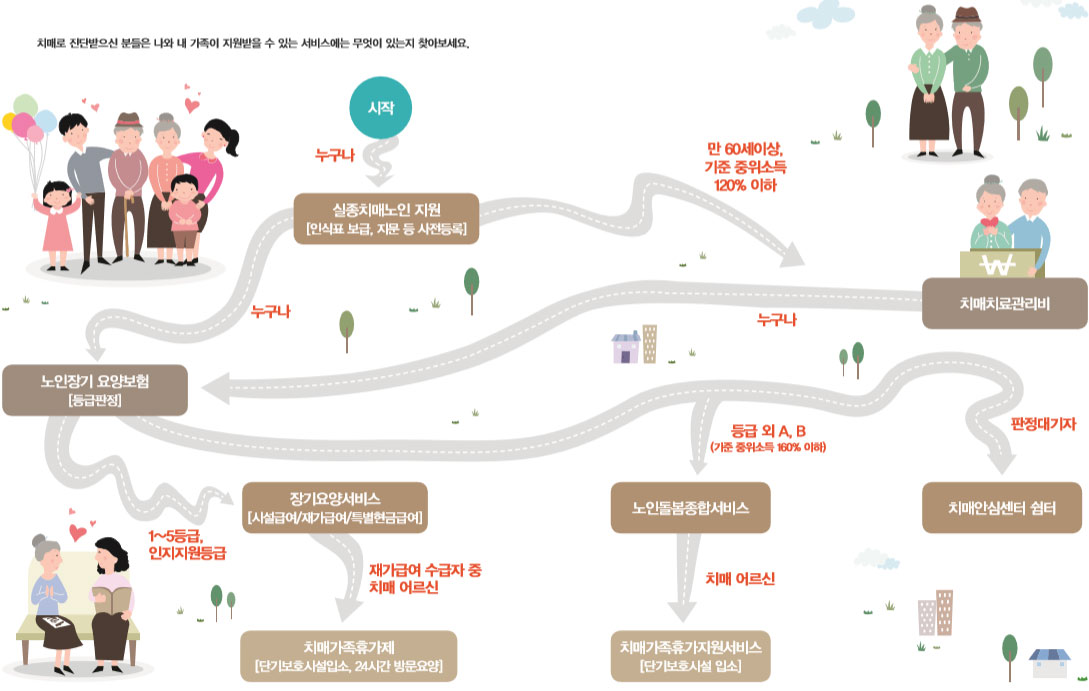 치매로 진단받으신 분들은 나와 내 가족이 지원받을 수 있는 서비스에는 무엇이 있는지 찾아보세요.
시작
누구나
만 60세이상,
기준 중위소득
120% 이하
실종치매노인 지원
[인식표 보급, 지문 등 사전등록]
₩
치매치료관리비
누구나
누구나
노인장기 요양보험
[등급판정]
등급 외 A, B
(기준 중위소득 160% 이하)
판정대기자
장기요양서비스
[시설급여/재가급여/특별현금급여]
노인돌봄종합서비스
치매안심센터 쉼터
1~5등급,
인지지원등급
재가급여 수급자 중
치매 어르신
치매 어르신
치매가족휴가제
[단기보호시설입소, 24시간 방문요양]
치매가족휴가지원서비스
[단기보호시설 입소]